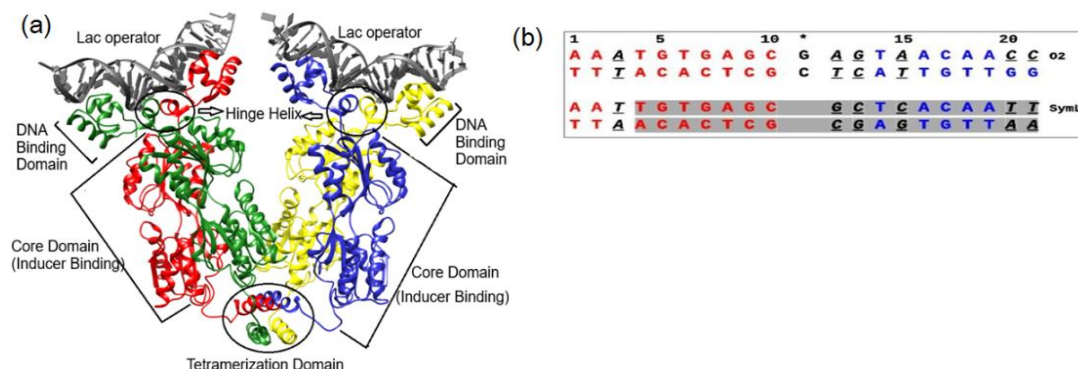 (a)
Lac operator
Lac operator
Hinge Helix
DNA
Binding
Domain
DNA
Binding
Domain
Core Domain
(Inducer Binding)
Core Domain
(Inducer Binding)
Tetramerization Domain
(b)
1 5 10 * 15 20
A A A T G T G A G C G A G T A A C A A C C O2
T T T A C A C T C G C T C A T T G T T G G
A A T T G T G A G C G C T C A C A A T T SymL
T T A A C A C T C G C G A G T G T T A A